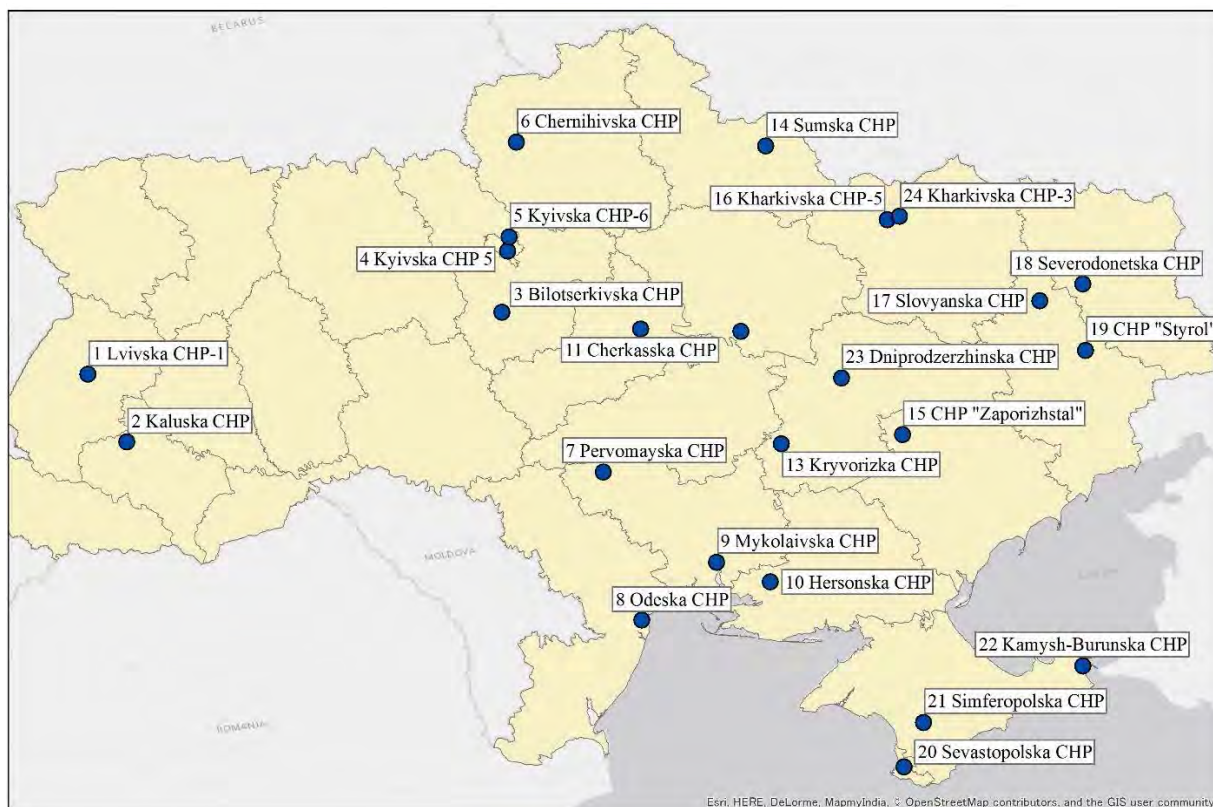 BELARUS
6 Chernihivska CHP
14 Sumska CHP
16 Kharkivska CHP-5
24 Kharkivska CHP-3
5 Kyivska CHP-6
4 Kyivska CHP 5
18 Severodonetska CHP
3 Bilotserkivska CHP
17 Slovyanska CHP
19 CHP "Styrol"
11 Cherkasska CHP
1 Lvivska CHP-1
23 Dniprodzerzhinska CHP
15 CHP "Zaporizhstal"
2 Kaluska CHP
7 Pervomayska CHP
13 Kryvorizka CHP
MOLDOVA
9 Mykolaivska CHP
10 Hersonska CHP
8 Odeska CHP
22 Kamysh-Burunska CHP
ROMANIA
21 Simferopolska CHP
20 Sevastopolska CHP
Esri, HERE, DeLorme, MapmyIndia, © OpenStreetMap contributors, and the GIS user community